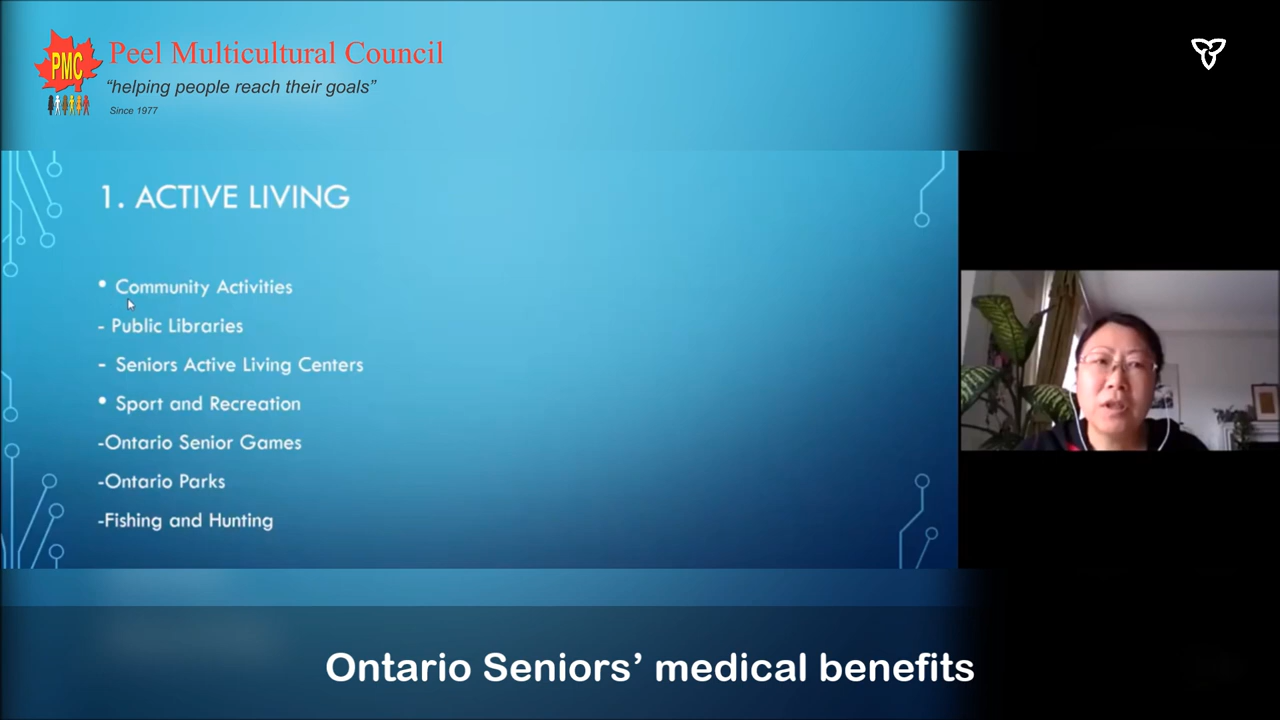 PMC
Peel Multicultural Council
“helping people reach their goals”
Since 1977
1. ACTIVE LIVING
• Community Activities
- Public Libraries
- Seniors Active Living Centers
• Sport and Recreation
-Ontario Senior Games
-Ontario Parks
-Fishing and Hunting
Ontario Seniors’ medical benefits